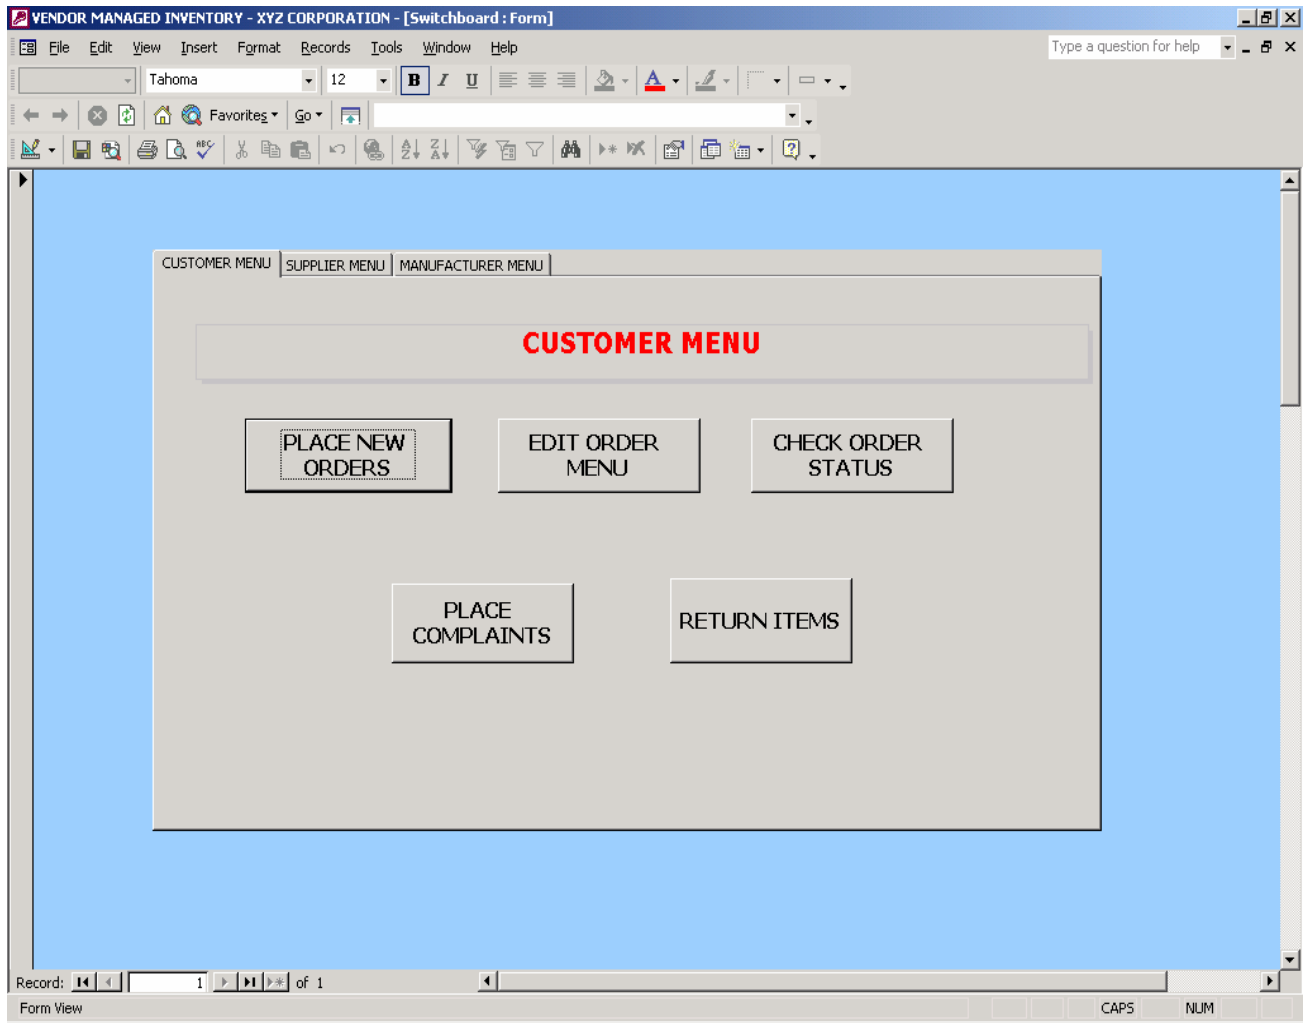 VENDOR MANAGED INVENTORY - XYZ CORPORATION - [Switchboard : Form]
File Edit View Insert Format Records Tools Window Help
Type a question for help
Tahoma 12 B I U A
Favorites Go
ABC
CUSTOMER MENU SUPPLIER MENU MANUFACTURER MENU
CUSTOMER MENU
PLACE NEW
ORDERS
EDIT ORDER
MENU
CHECK ORDER
STATUS
PLACE
COMPLAINTS
RETURN ITEMS
Record: 1 of 1
Form View
CAPS NUM